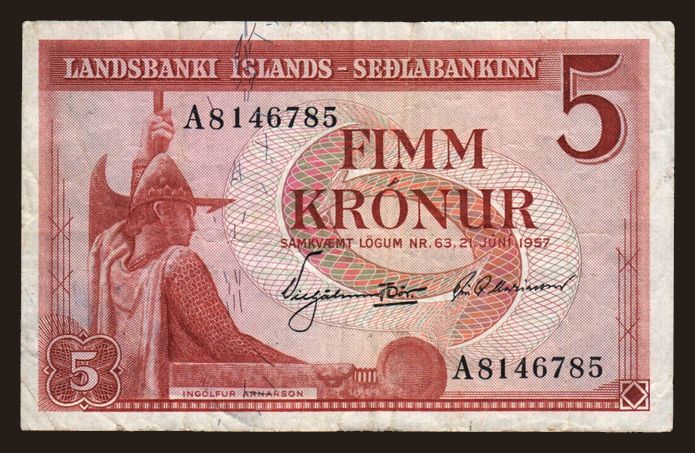 LANDSBANKI ÍSLANDS - SEÐLABANKINN
5
A8146785
FIMM
KRÓNUR
SAMKVÆMT LÖGUM NR. 63, 21. JÚNÍ 1957
A8146785
5
INGÓLFUR ARNARSON